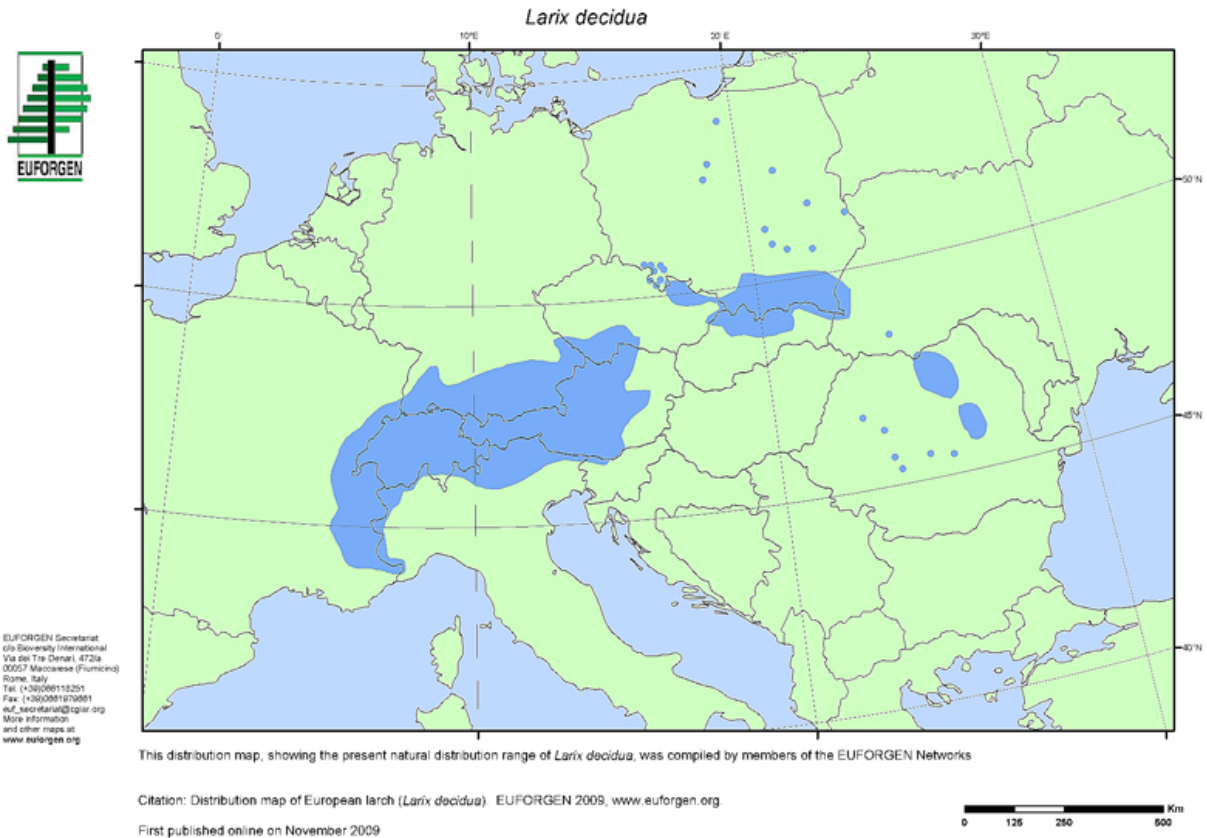 Larix decidua
0°
10°E
20°E
30°E
EUFORGEN
50°N
45°N
40°N
EUFORGEN Secretariat
c/o Bioversity International
Via dei Tre Denari, 472/a
00057 Maccarese (Fiumicino)
Rome, Italy
Tel. (+39)066118251
Fax: (+39)0661979661
euf_secretariat@cgiar.org
More information
and other maps at:
www.euforgen.org
This distribution map, showing the present natural distribution range of Larix decidua, was compiled by members of the EUFORGEN Networks
Citation: Distribution map of European larch (Larix decidua). EUFORGEN 2009, www.euforgen.org.
First published online on November 2009
Km
0 125 250 500